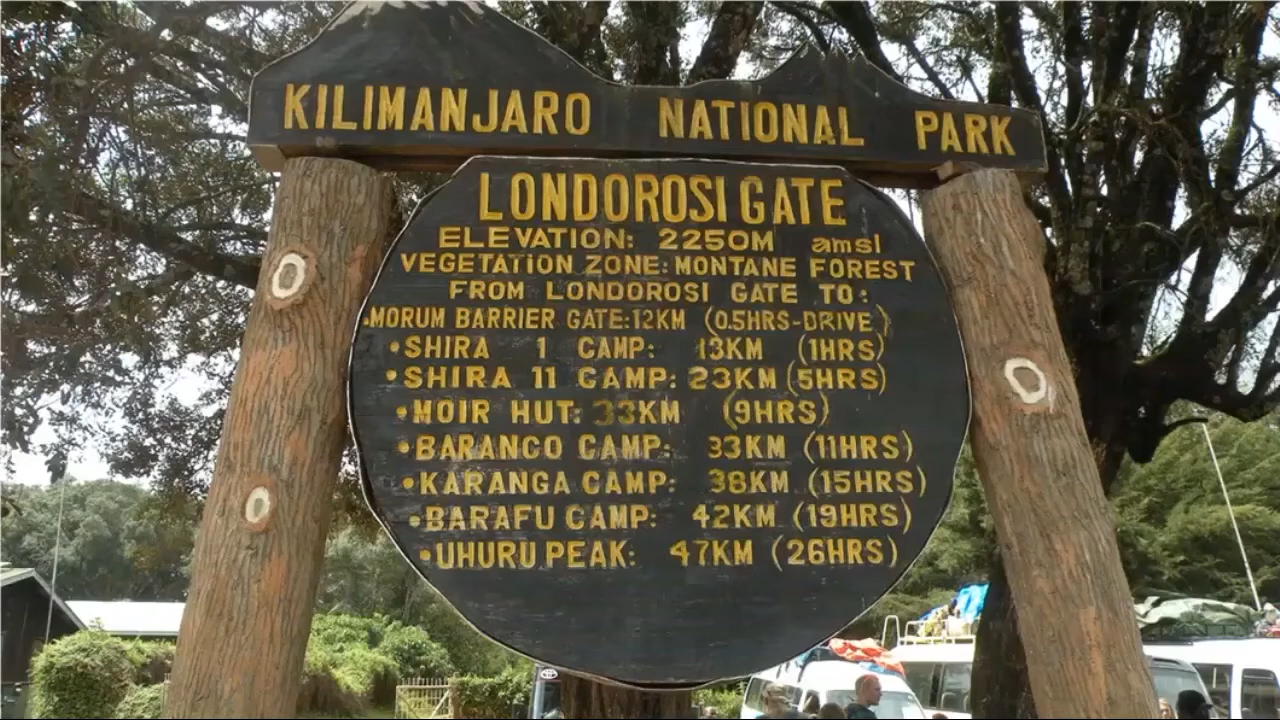 KILIMANJARO NATIONAL PARK
LONDOROSI GATE
ELEVATION: 2250M amsl
VEGETATION ZONE: MONTANE FOREST
FROM LONDOROSI GATE TO:
•MORUM BARRIER GATE:12KM (0.5HRS-DRIVE)
•SHIRA 1 CAMP: 13KM (1HRS)
•SHIRA 11 CAMP: 23KM (5HRS)
•MOIR HUT: 33KM (9HRS)
•BARANCO CAMP: 33KM (11HRS)
•KARANGA CAMP: 38KM (15HRS)
•BARAFU CAMP: 42KM (19HRS)
•UHURU PEAK: 47KM (26HRS)